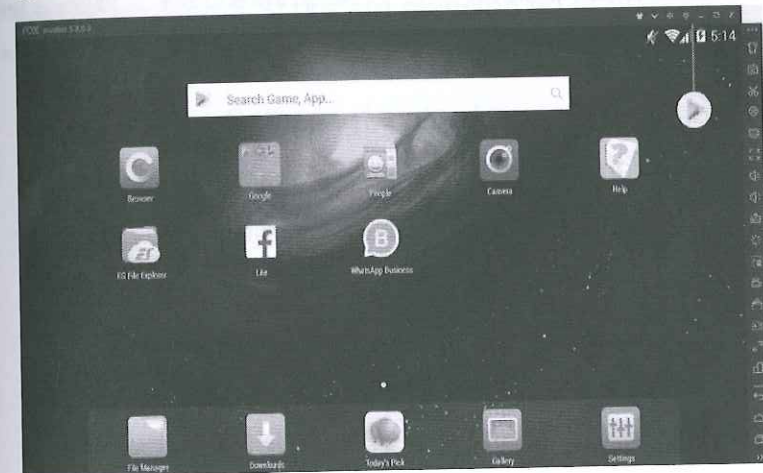 5:14
Search Game, App...
Browser
Google
People
Camera
Help
ES File Explorer
Lite
WhatsApp Business
File Manager
Downloads
Today's Pick
Gallery
Settings